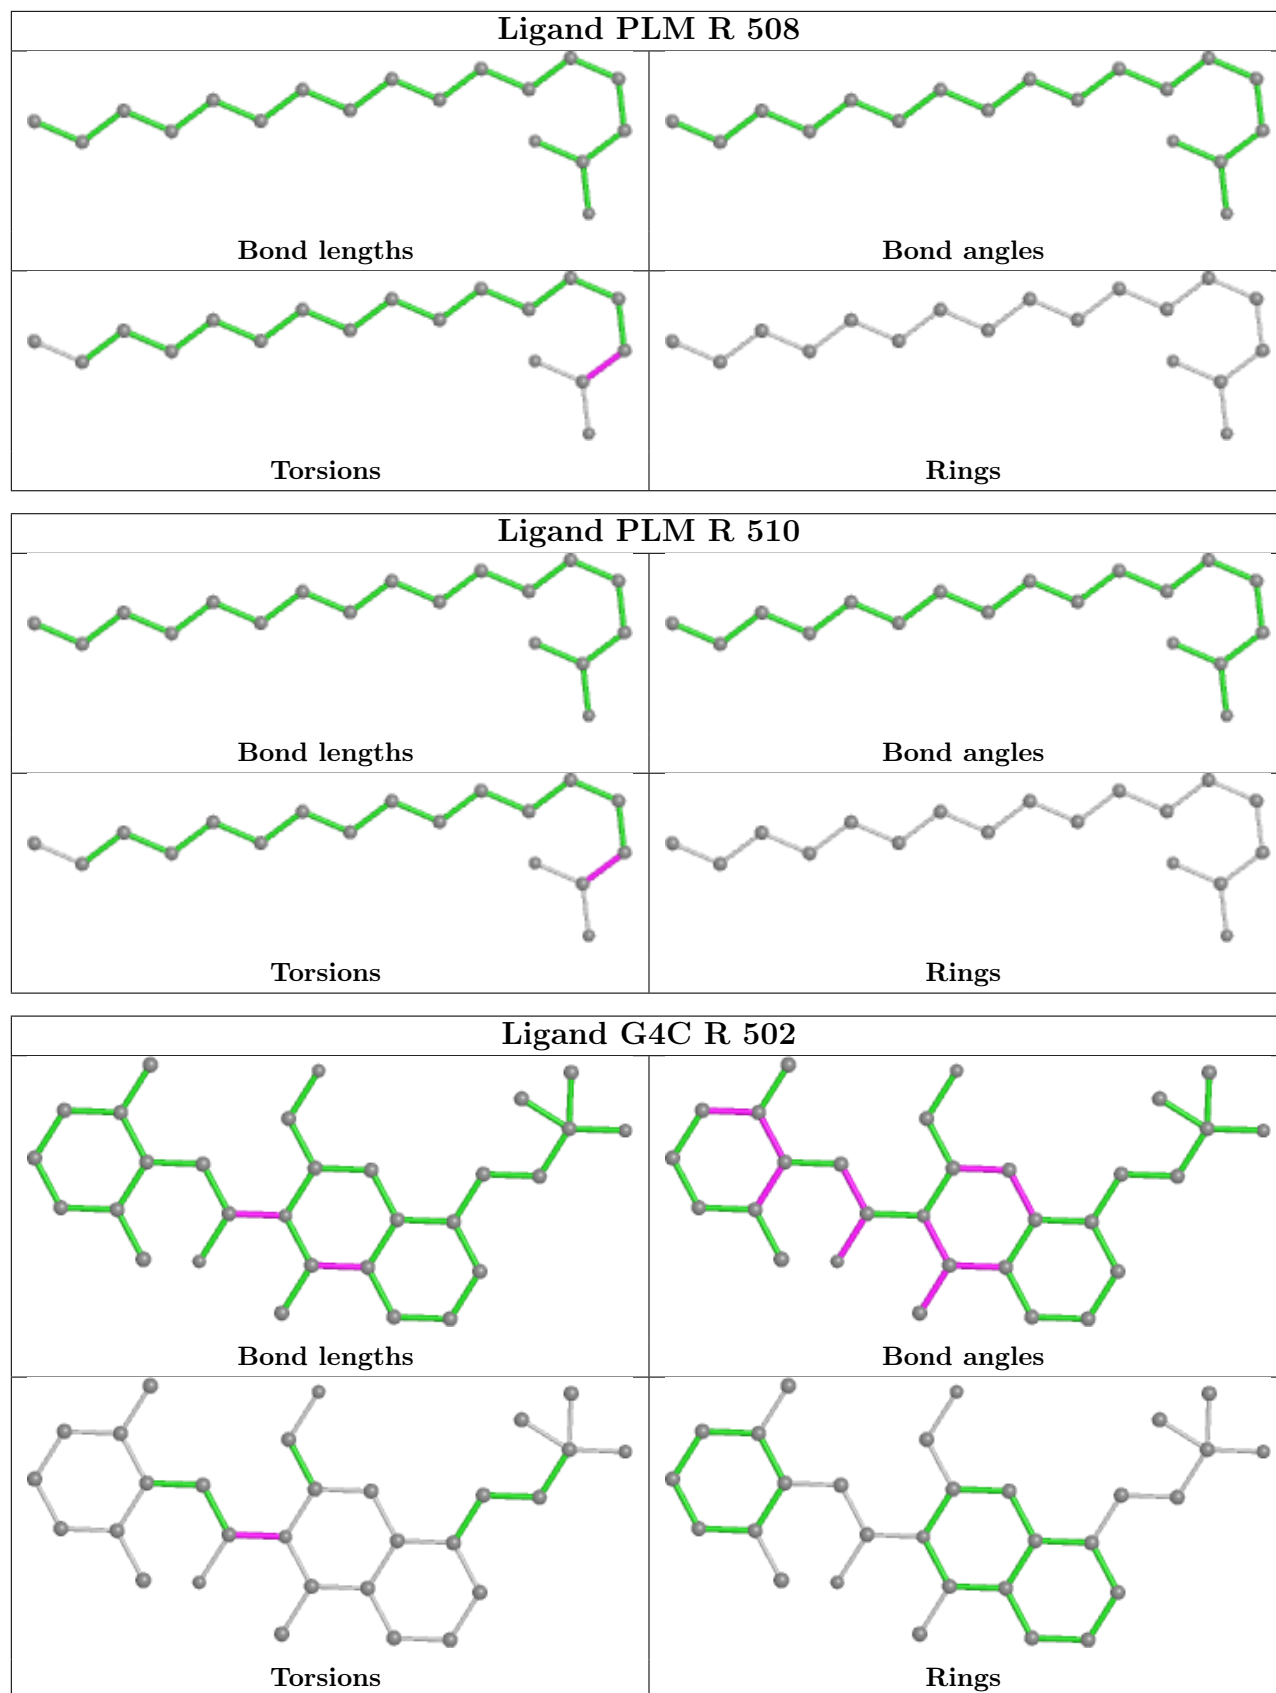 Ligand PLM R 508
Bond lengths
Bond angles
Torsions
Rings
Ligand PLM R 510
Bond lengths
Bond angles
Torsions
Rings
Ligand G4C R 502
Bond lengths
Bond angles
Torsions
Rings